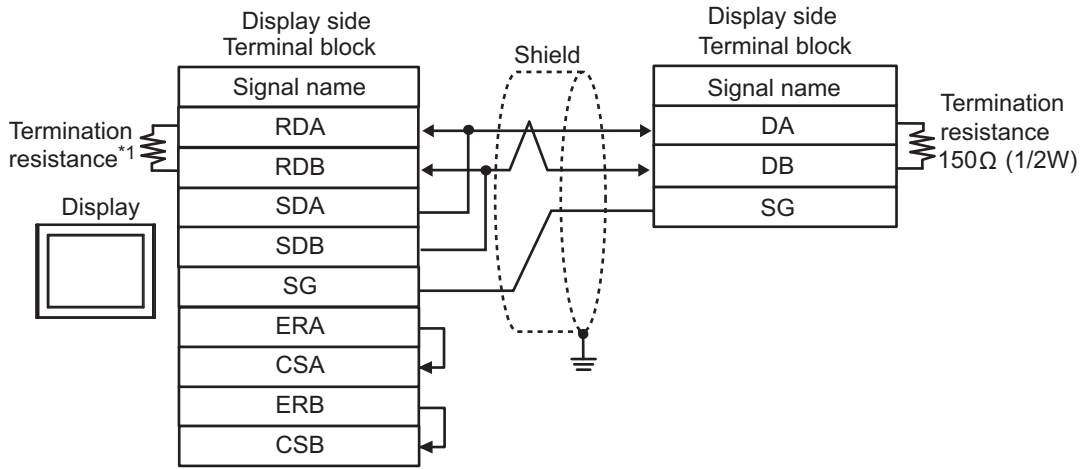 Display side
Terminal block
Signal name
RDA
RDB
SDA
SDB
SG
ERA
CSA
ERB
CSB
Termination
resistance*1
Display
Shield
Display side
Terminal block
Signal name
DA
DB
SG
Termination
resistance
150Ω (1/2W)